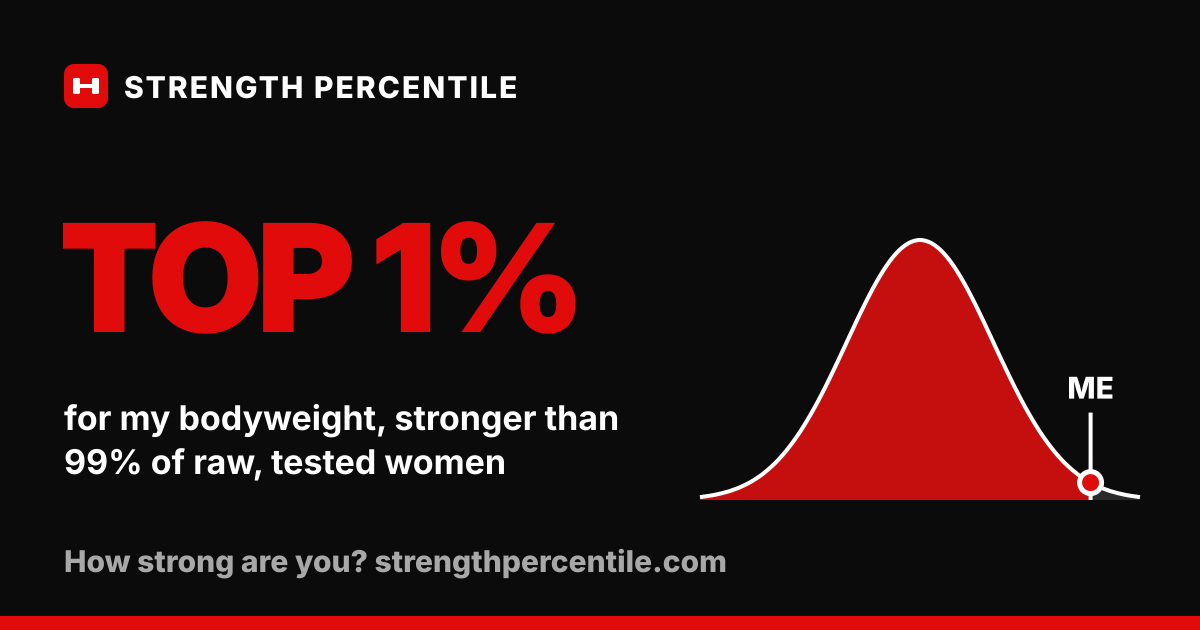 STRENGTH PERCENTILE
TOP 1%
for my bodyweight, stronger than
99% of raw, tested women
ME
How strong are you? strengthpercentile.com